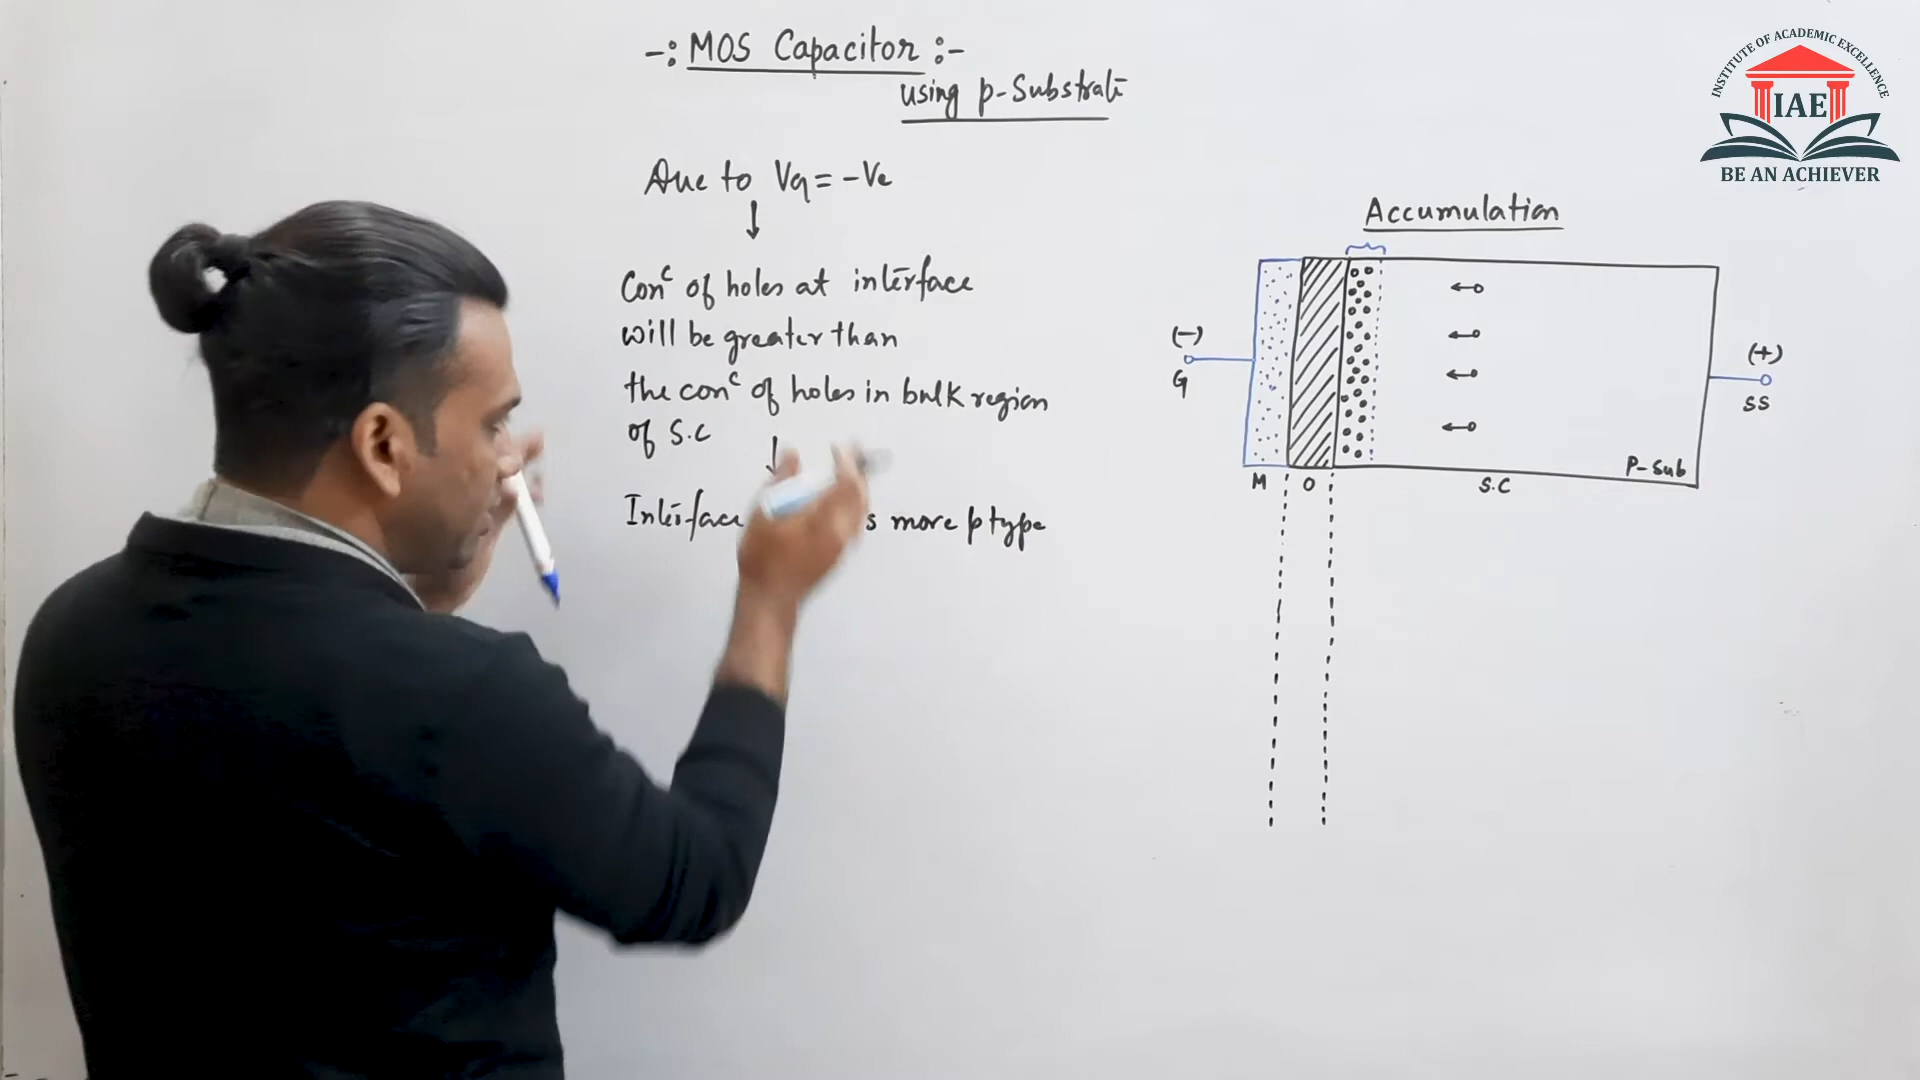 -: MOS Capacitor :-
using p-Substrate
Due to VG = -Ve
↓
Conc of holes at interface
will be greater than
the conc of holes in bulk region
of S.C
↓
Interface s more p type
INSTITUTE OF ACADEMIC EXCELLENCE
IAE
BE AN ACHIEVER
Accumulation
(-)
G
(+)
SS
P-Sub
M O S.C